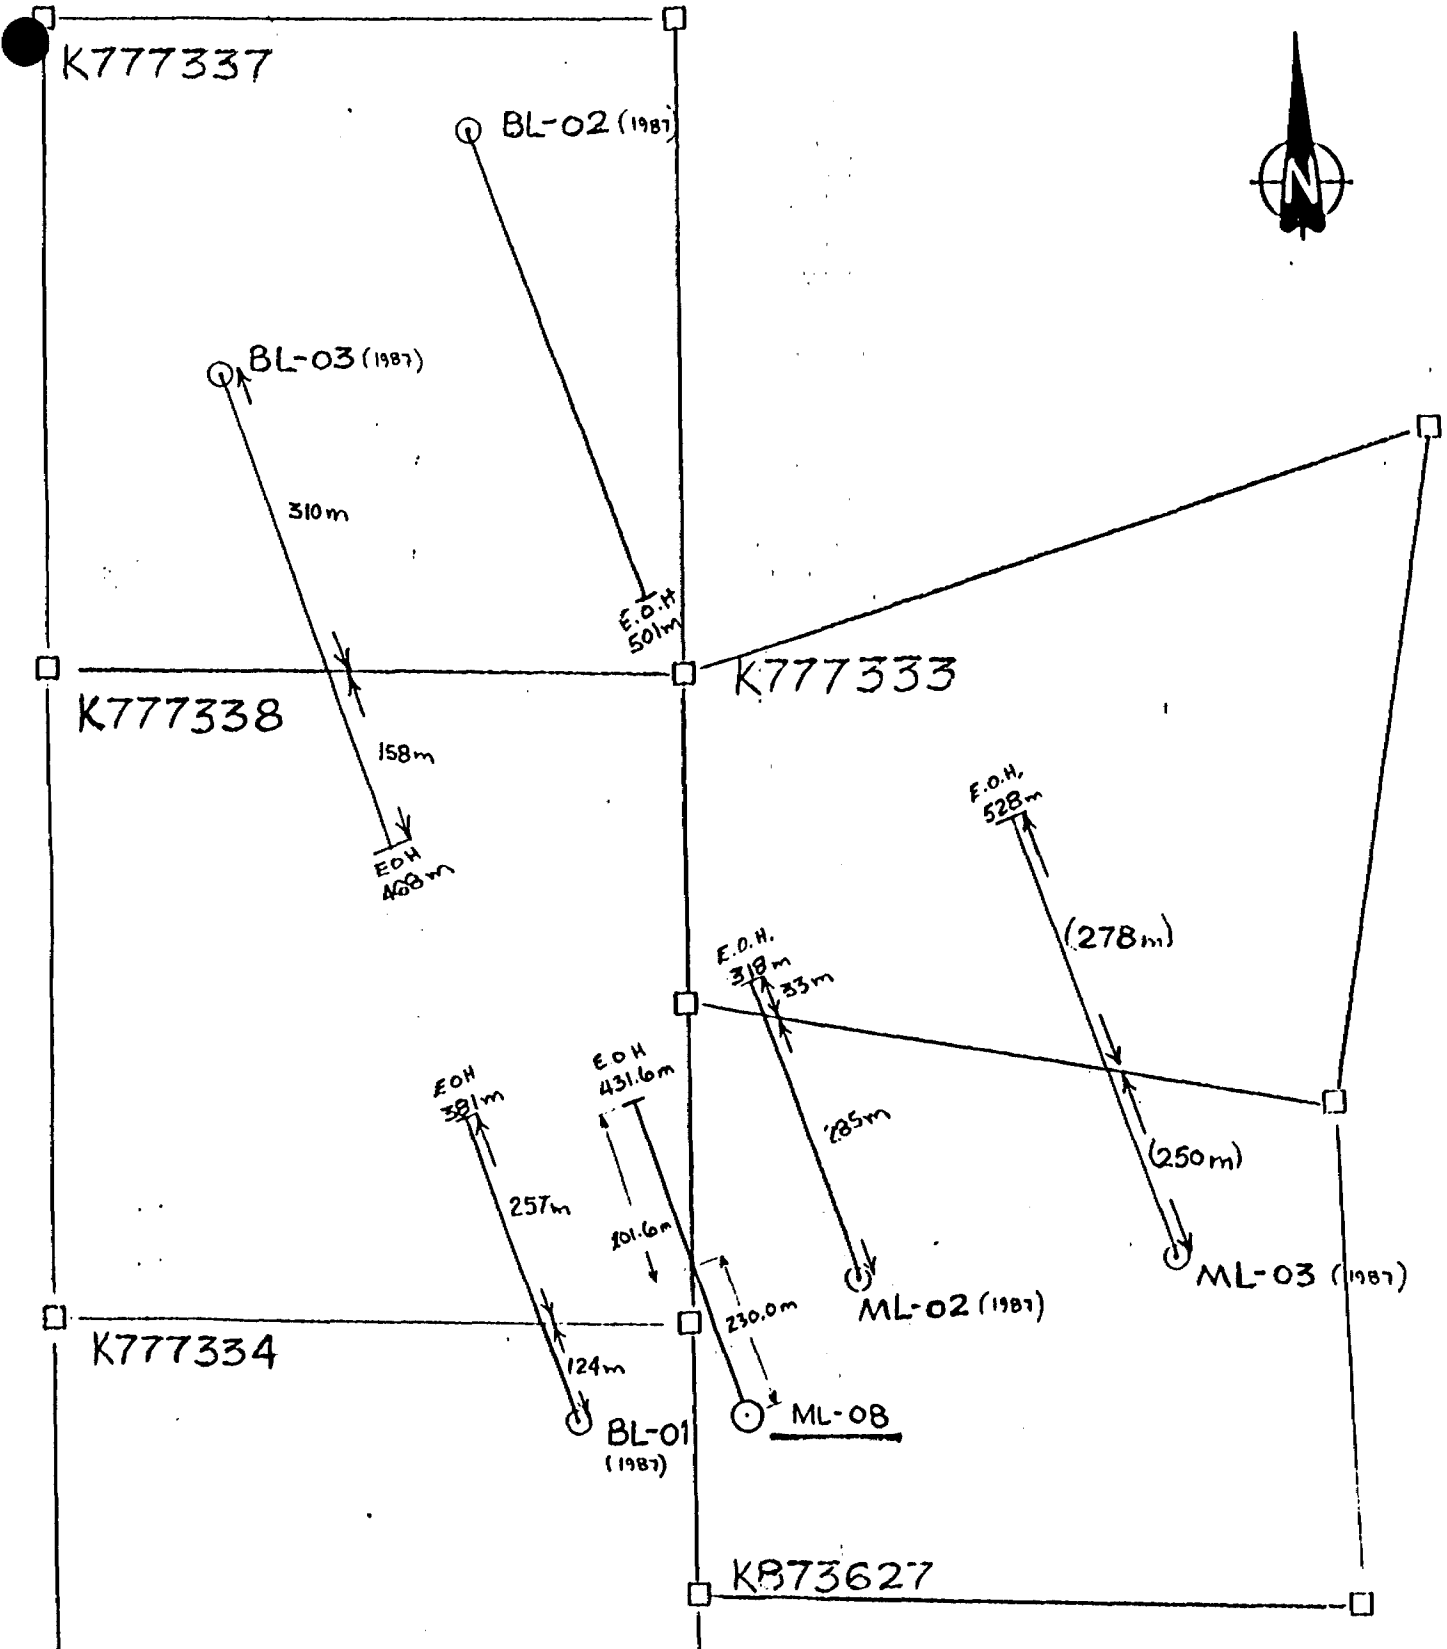 K777337
BL-02 (1987)
N
BL-03 (1987)
310m
E.O.H
501m
K777333
K777338
158m
E.O.H.
528m
EOH
468m
(278m)
E.O.H.
318m
33m
E.O.H
431.6m
EOH
381m
285m
(250m)
257m
201.6m
ML-03 (1987)
ML-02 (1987)
230.0m
K777334
124m
ML-08
BL-01
(1987)
K873627